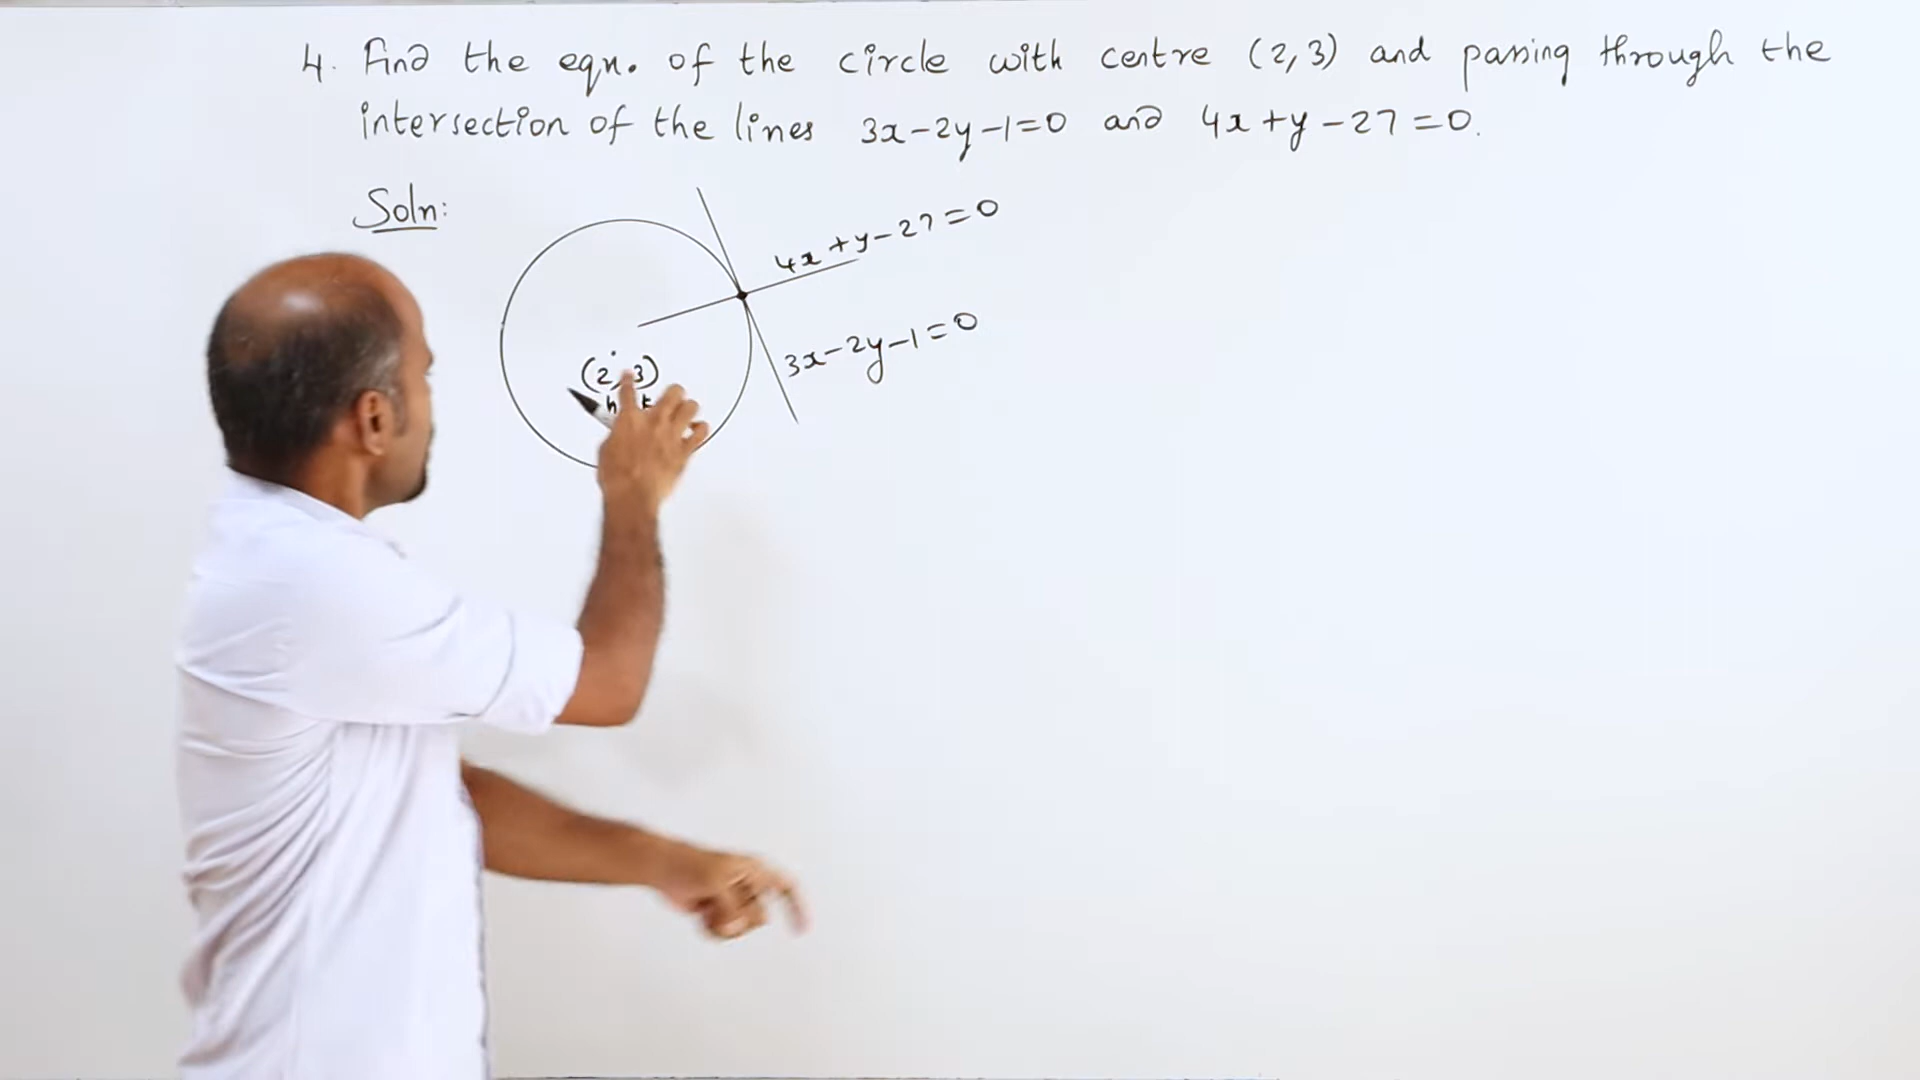 4. Find the eqn. of the circle with centre (2,3) and passing through the
intersection of the lines 3x-2y-1=0 and 4x+y-27=0.
Soln:
4x+y-27=0
3x-2y-1=0
(2,3)
h k